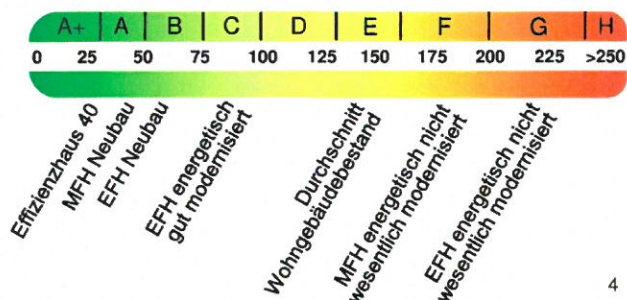 A+ A B C D E F G H
0 25 50 75 100 125 150 175 200 225 >250
Effizienzhaus 40
MFH Neubau
EFH Neubau
EFH energetisch
gut modernisiert
Durchschnitt
Wohngebäudebestand
MFH energetisch nicht
wesentlich modernisiert
EFH energetisch nicht
wesentlich modernisiert
4